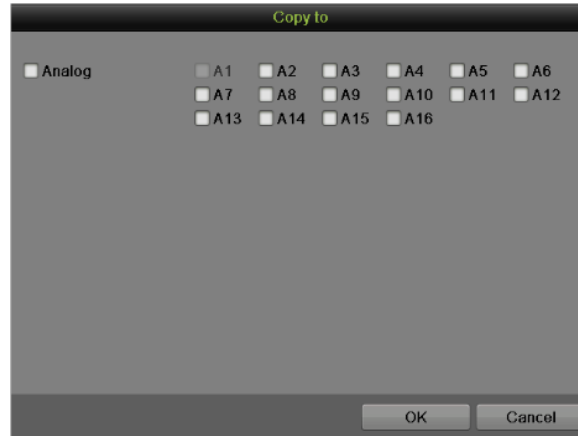 Copy to
Analog A1 A2 A3 A4 A5 A6
A7 A8 A9 A10 A11 A12
A13 A14 A15 A16
OK Cancel